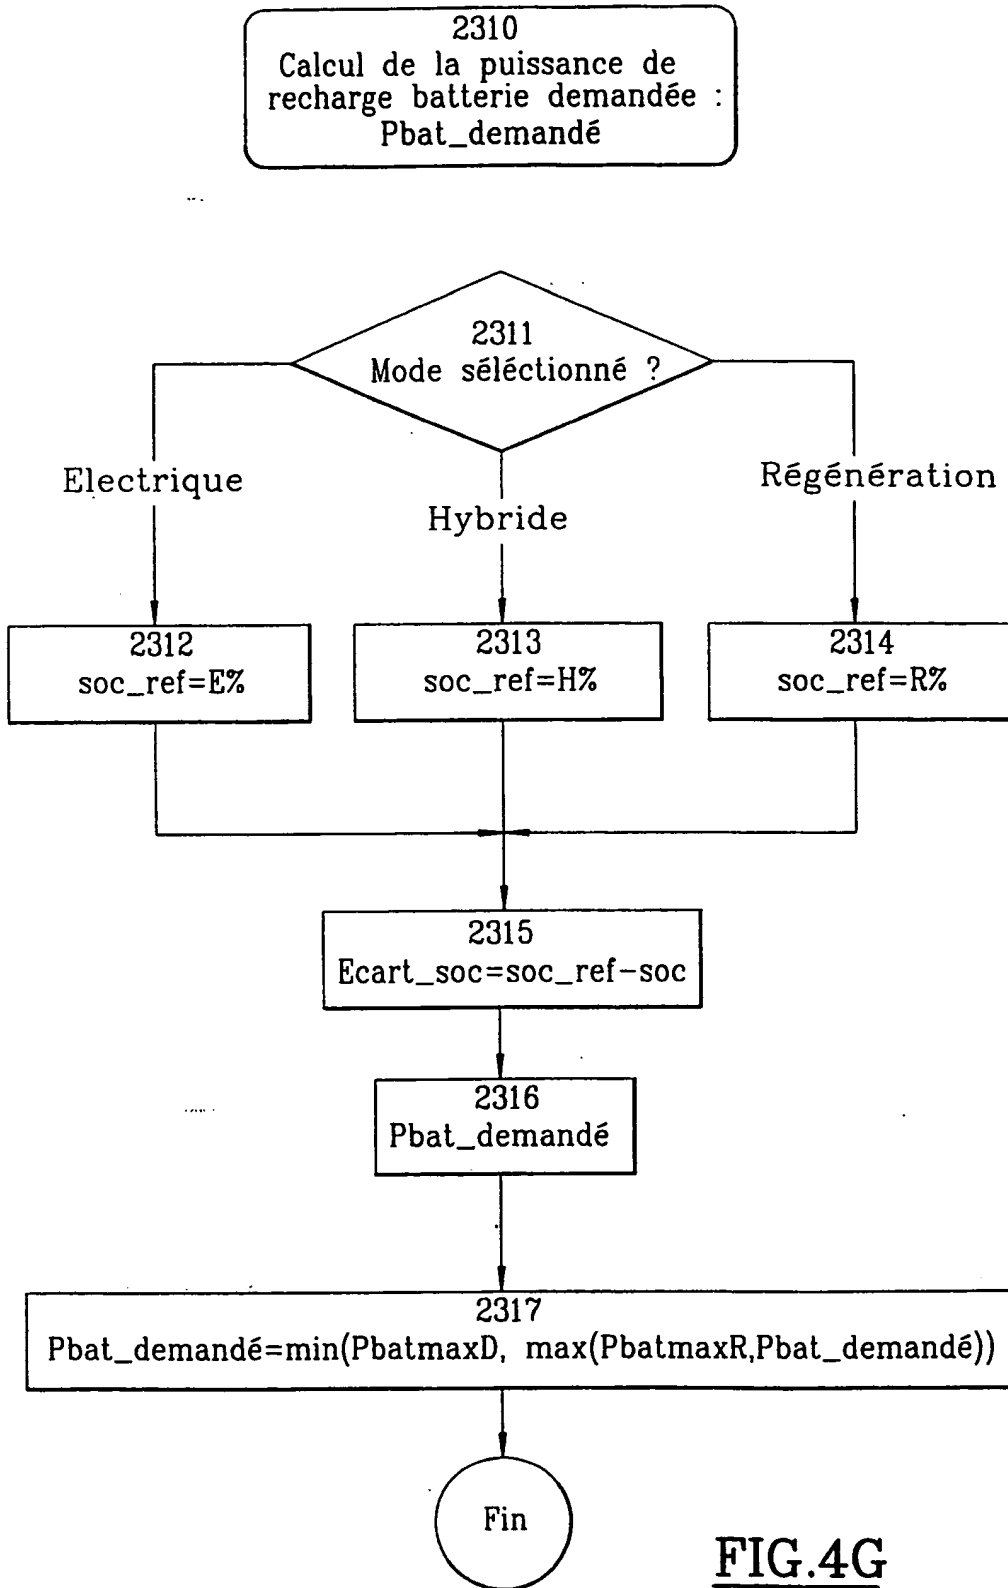 2310
Calcul de la puissance de
recharge batterie demandée :
Pbat_demandé
2311
Mode séléctionné ?
Electrique
Hybride
Régénération
2312
soc_ref=E%
2313
soc_ref=H%
2314
soc_ref=R%
2315
Ecart_soc=soc_ref-soc
2316
Pbat_demandé
2317
Pbat_demandé=min(PbatmaxD, max(PbatmaxR,Pbat_demandé))
Fin
FIG.4G